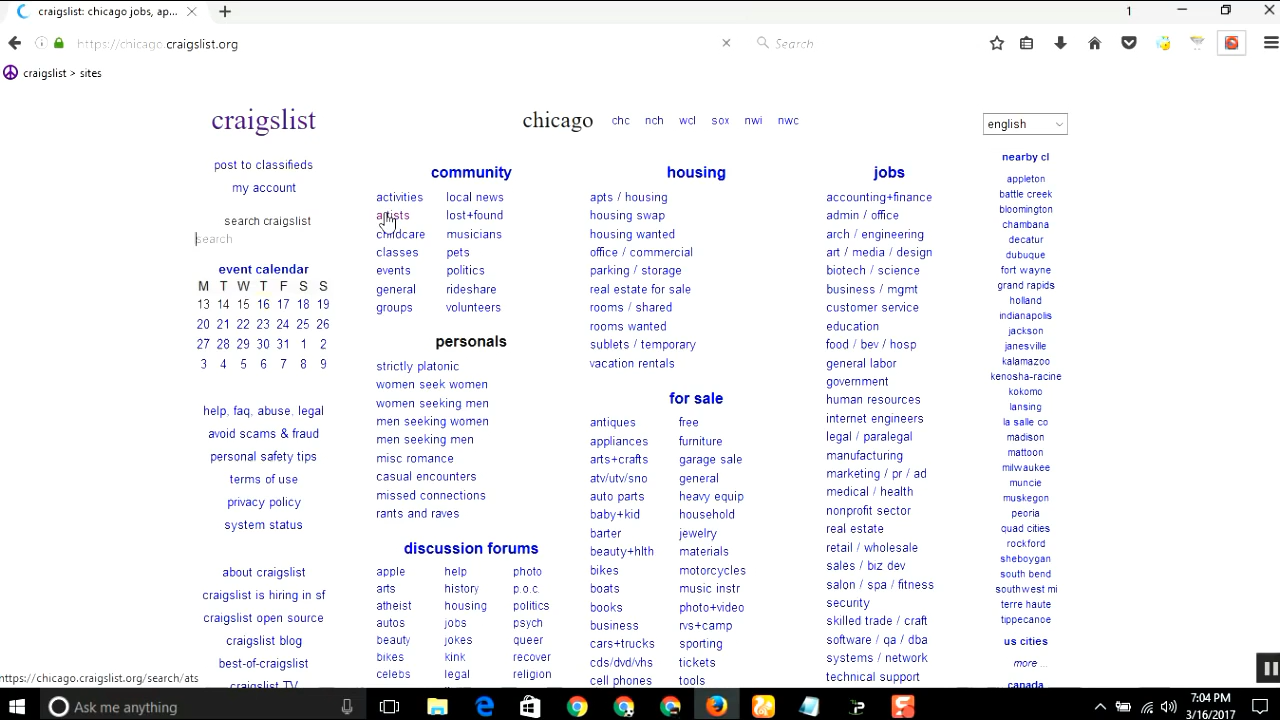 craigslist: chicago jobs, ap...
1
https://chicago.craigslist.org
Search
craigslist > sites
craigslist
post to classifieds
my account
search craigslist
search
event calendar
M T W T F S S
13 14 15 16 17 18 19
20 21 22 23 24 25 26
27 28 29 30 31 1 2
3 4 5 6 7 8 9
help, faq, abuse, legal
avoid scams & fraud
personal safety tips
terms of use
privacy policy
system status
about craigslist
craigslist is hiring in sf
craigslist open source
craigslist blog
best-of-craigslist
craigslist TV
chicago chc nch wcl sox nwi nwc
english
community
activities local news
artists lost+found
childcare musicians
classes pets
events politics
general rideshare
groups volunteers
personals
strictly platonic
women seek women
women seeking men
men seeking women
men seeking men
misc romance
casual encounters
missed connections
rants and raves
discussion forums
apple help photo
arts history p.o.c.
atheist housing politics
autos jobs psych
beauty jokes queer
bikes kink recover
celebs legal religion
housing
apts / housing
housing swap
housing wanted
office / commercial
parking / storage
real estate for sale
rooms / shared
rooms wanted
sublets / temporary
vacation rentals
for sale
antiques free
appliances furniture
arts+crafts garage sale
atv/utv/sno general
auto parts heavy equip
baby+kid household
barter jewelry
beauty+hlth materials
bikes motorcycles
boats music instr
books photo+video
business rvs+camp
cars+trucks sporting
cds/dvd/vhs tickets
cell phones tools
jobs
accounting+finance
admin / office
arch / engineering
art / media / design
biotech / science
business / mgmt
customer service
education
food / bev / hosp
general labor
government
human resources
internet engineers
legal / paralegal
manufacturing
marketing / pr / ad
medical / health
nonprofit sector
real estate
retail / wholesale
sales / biz dev
salon / spa / fitness
security
skilled trade / craft
software / qa / dba
systems / network
technical support
nearby cl
appleton
battle creek
bloomington
chambana
decatur
dubuque
fort wayne
grand rapids
holland
indianapolis
jackson
janesville
kalamazoo
kenosha-racine
kokomo
lansing
la salle co
madison
mattoon
milwaukee
muncie
muskegon
peoria
quad cities
rockford
sheboygan
south bend
southwest mi
terre haute
tippecanoe
us cities
more ...
canada
https://chicago.craigslist.org/search/ats
Ask me anything
7:04 PM
3/16/2017